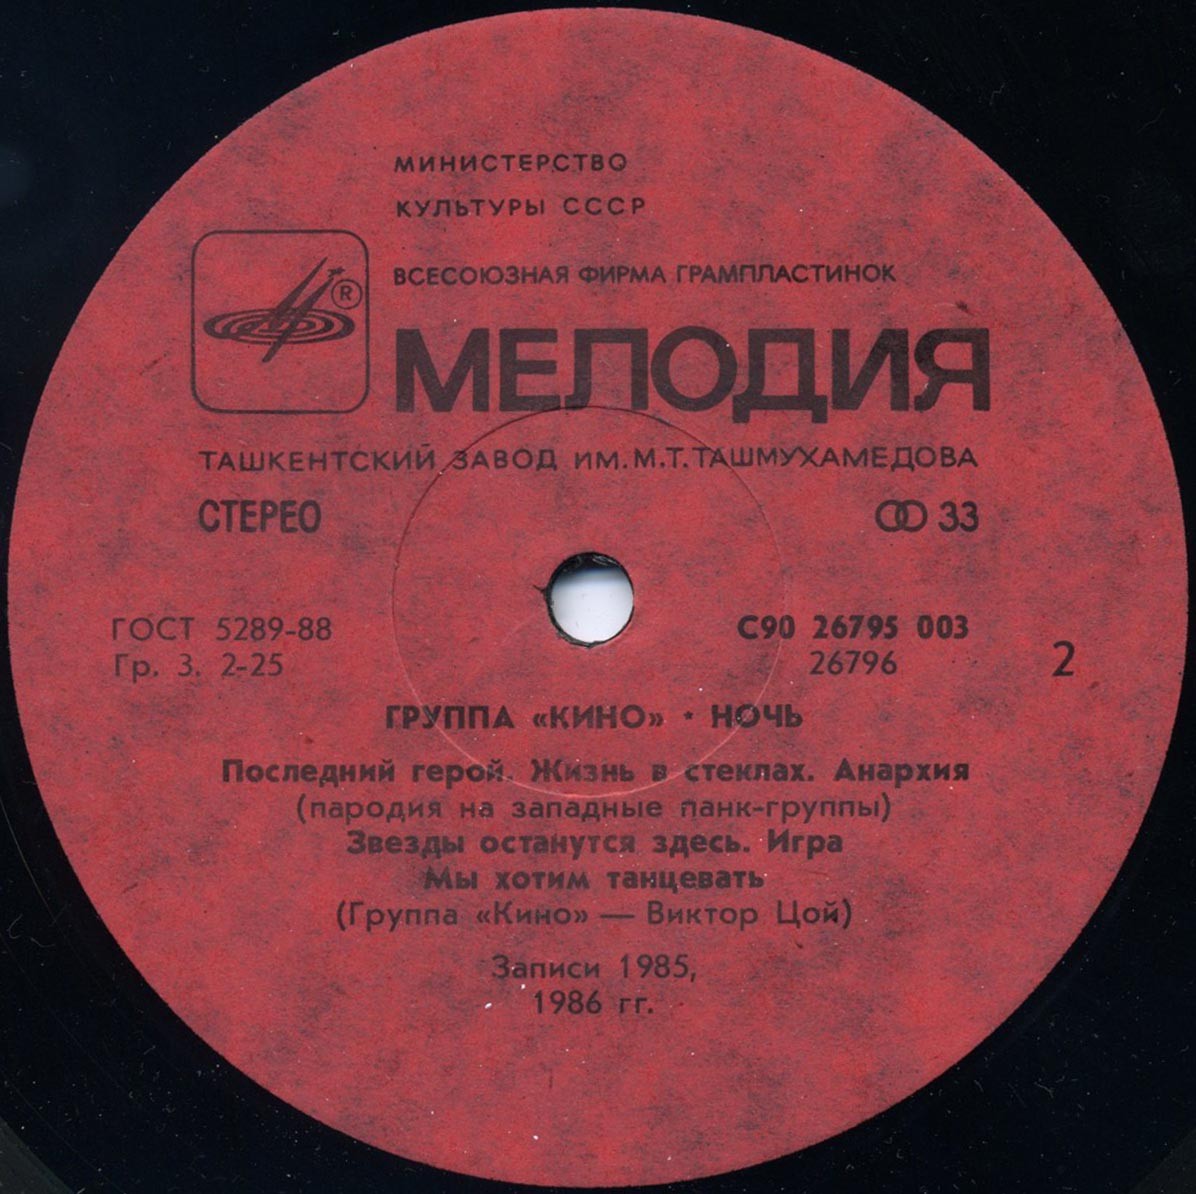 МИНИСТЕРСТВО
КУЛЬТУРЫ СССР
ВСЕСОЮЗНАЯ ФИРМА ГРАМПЛАСТИНОК
®
МЕЛОДИЯ
ТАШКЕНТСКИЙ ЗАВОД ИМ. М. Т. ТАШМУХАМЕДОВА
СТЕРЕО 33
ГОСТ 5289-88 С90 26795 003
Гр. 3. 2-25 26796 2
ГРУППА «КИНО» • НОЧЬ
Последний герой. Жизнь в стеклах. Анархия
(пародия на западные панк-группы)
Звезды останутся здесь. Игра
Мы хотим танцевать
(Группа «Кино» — Виктор Цой)
Записи 1985,
1986 гг.